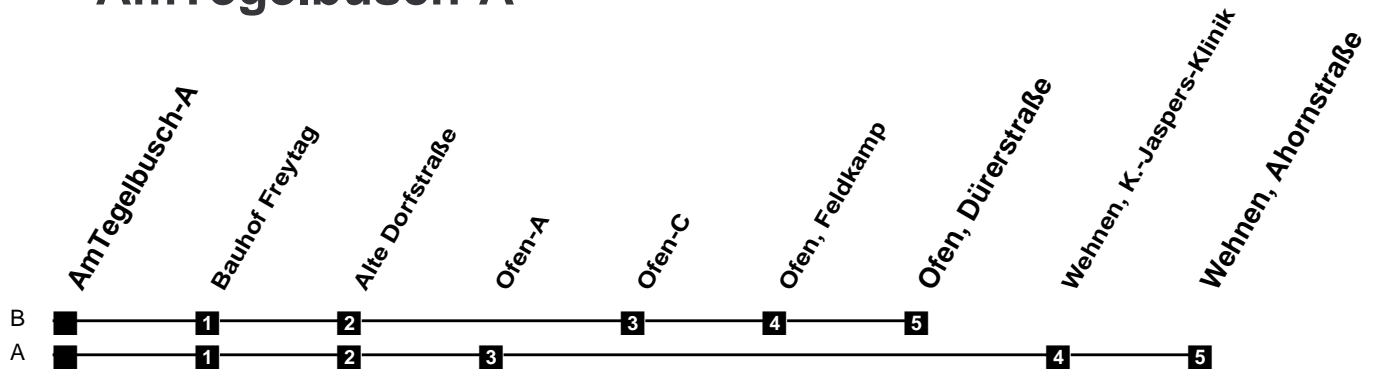 AmTegelbusch-A
AmTegelbusch-A
Bauhof Freytag
Alte Dorfstraße
Ofen-A
Ofen-C
Ofen, Feldkamp
Ofen, Dürerstraße
Wehnen, K.-Jaspers-Klinik
Wehnen, Ahornstraße
B 1 2 3 4 5
A 1 2 3 4 5